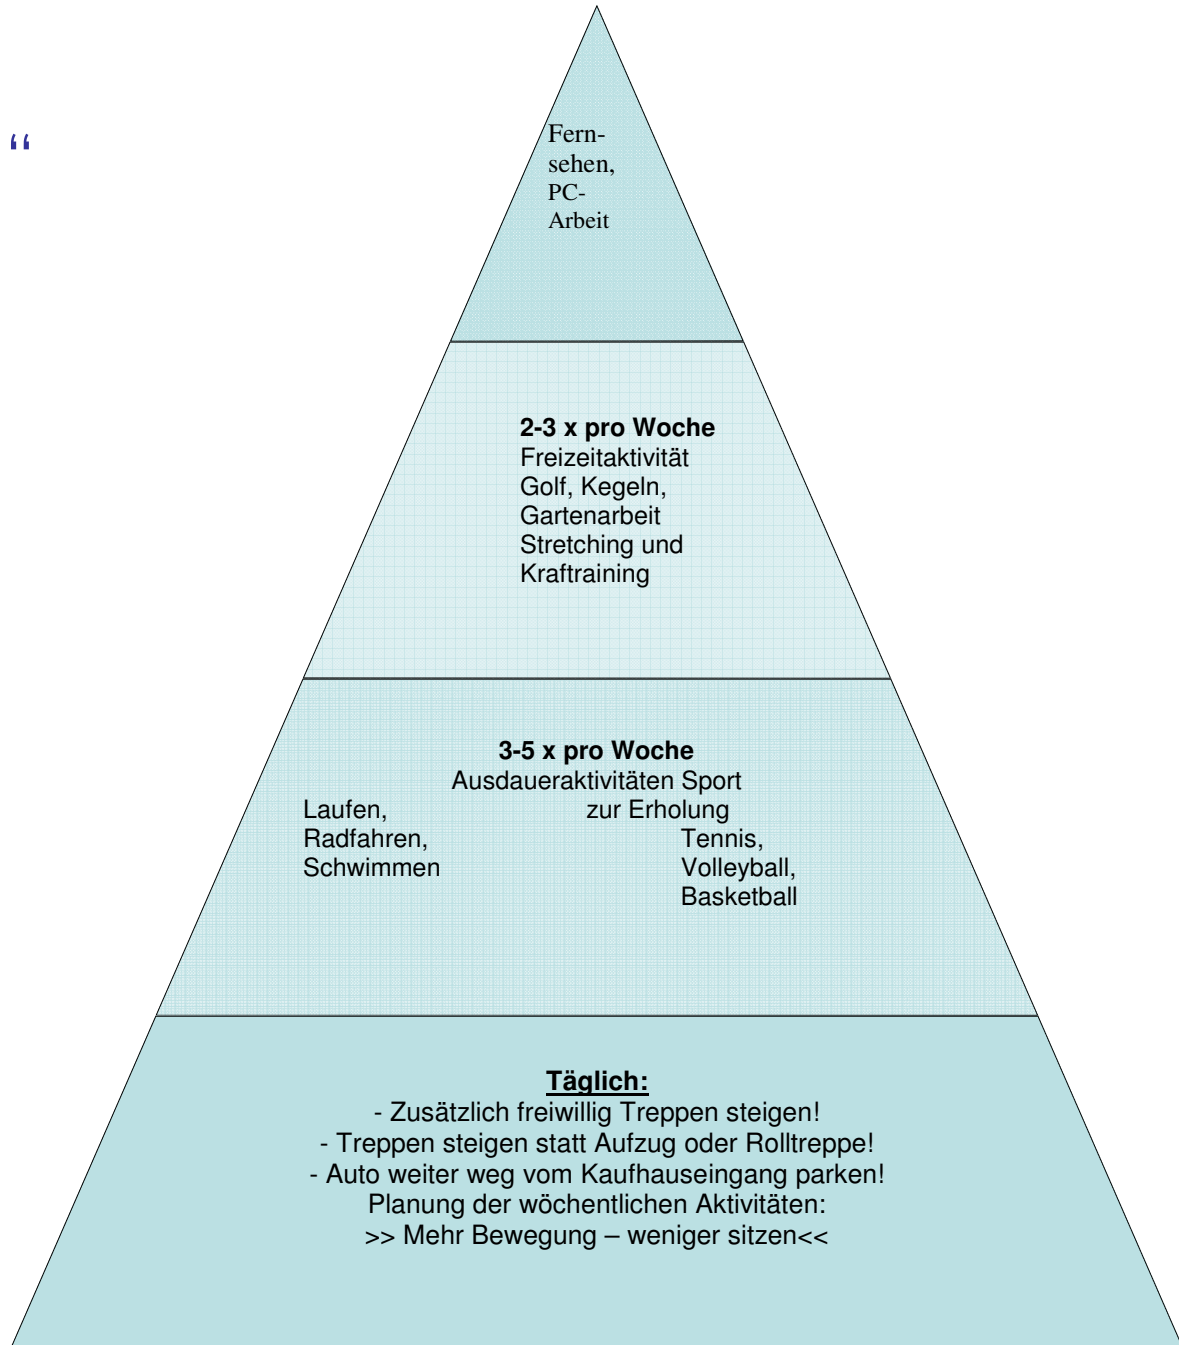 “
Fern-
sehen,
PC-
Arbeit
2-3 x pro Woche
Freizeitaktivität
Golf, Kegeln,
Gartenarbeit
Stretching und
Kraftraining
3-5 x pro Woche
Ausdaueraktivitäten Sport
Laufen, zur Erholung
Radfahren, Tennis,
Schwimmen Volleyball,
Basketball
Täglich:
- Zusätzlich freiwillig Treppen steigen!
- Treppen steigen statt Aufzug oder Rolltreppe!
- Auto weiter weg vom Kaufhauseingang parken!
Planung der wöchentlichen Aktivitäten:
>> Mehr Bewegung – weniger sitzen<<